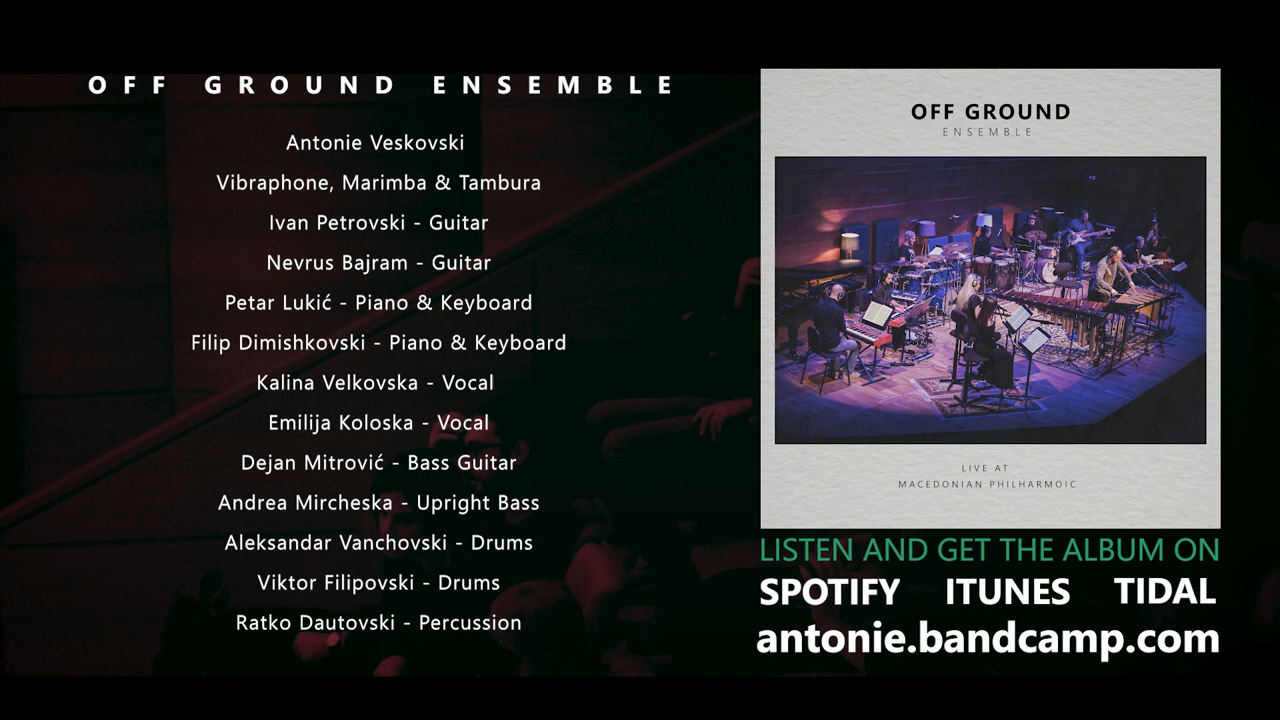 OFF GROUND ENSEMBLE
Antonie Veskovski
Vibraphone, Marimba & Tambura
Ivan Petrovski - Guitar
Nevrus Bajram - Guitar
Petar Lukić - Piano & Keyboard
Filip Dimishkovski - Piano & Keyboard
Kalina Velkovska - Vocal
Emilija Koloska - Vocal
Dejan Mitrović - Bass Guitar
Andrea Mircheska - Upright Bass
Aleksandar Vanchovski - Drums
Viktor Filipovski - Drums
Ratko Dautovski - Percussion
OFF GROUND
ENSEMBLE
LIVE AT
MACEDONIAN PHILHARMOIC
LISTEN AND GET THE ALBUM ON
SPOTIFY ITUNES TIDAL
antonie.bandcamp.com